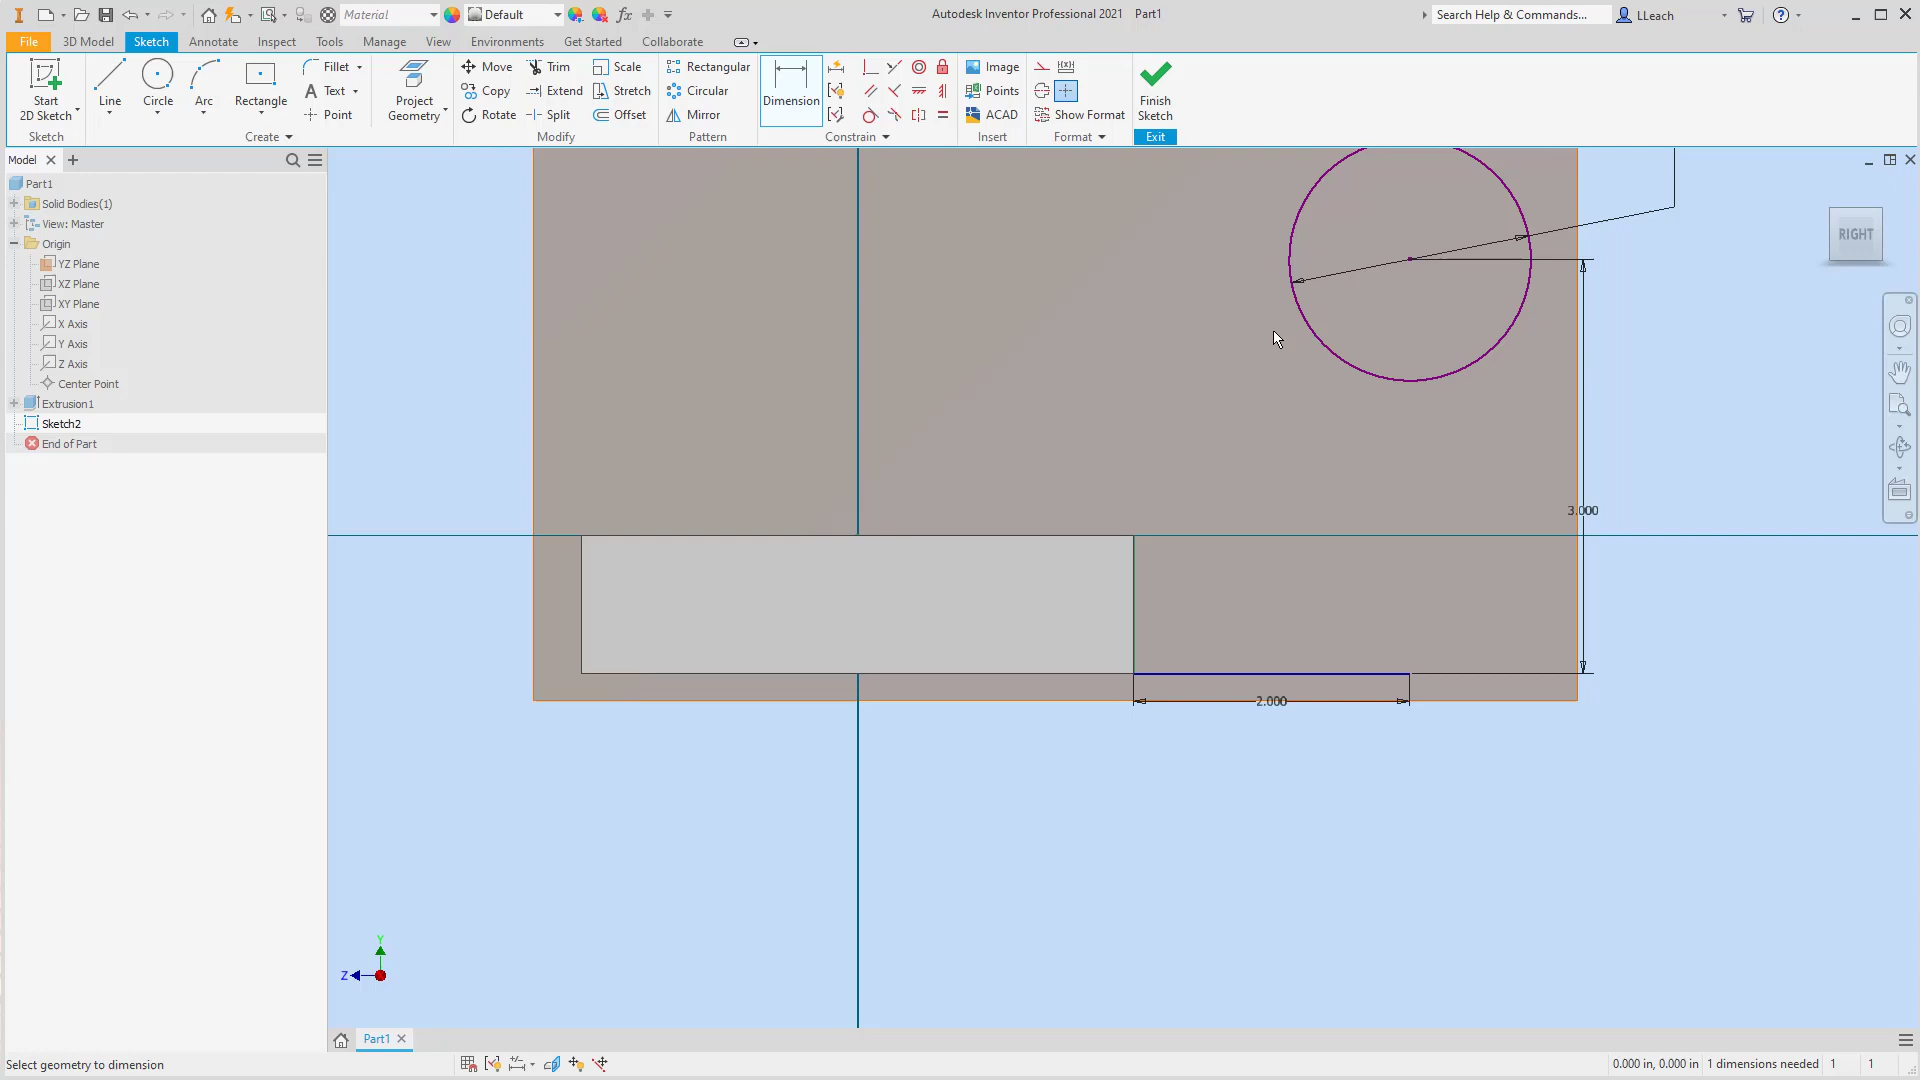 Material
Default
fx
Autodesk Inventor Professional 2021 Part1
Search Help & Commands...
LLeach
File
3D Model
Sketch
Annotate
Inspect
Tools
Manage
View
Environments
Get Started
Collaborate
Start
2D Sketch
Line
Circle
Arc
Rectangle
Fillet
Text
Point
Project
Geometry
Move
Copy
Rotate
Trim
Extend
Split
Scale
Stretch
Offset
Rectangular
Circular
Mirror
Dimension
Image
Points
ACAD
Show Format
Finish
Sketch
Sketch
Create
Modify
Pattern
Constrain
Insert
Format
Exit
Model
Part1
Solid Bodies(1)
View: Master
Origin
YZ Plane
XZ Plane
XY Plane
X Axis
Y Axis
Z Axis
Center Point
Extrusion1
Sketch2
End of Part
RIGHT
3.000
2.000
Y
Z
Part1
Select geometry to dimension
0.000 in, 0.000 in
1 dimensions needed
1
1